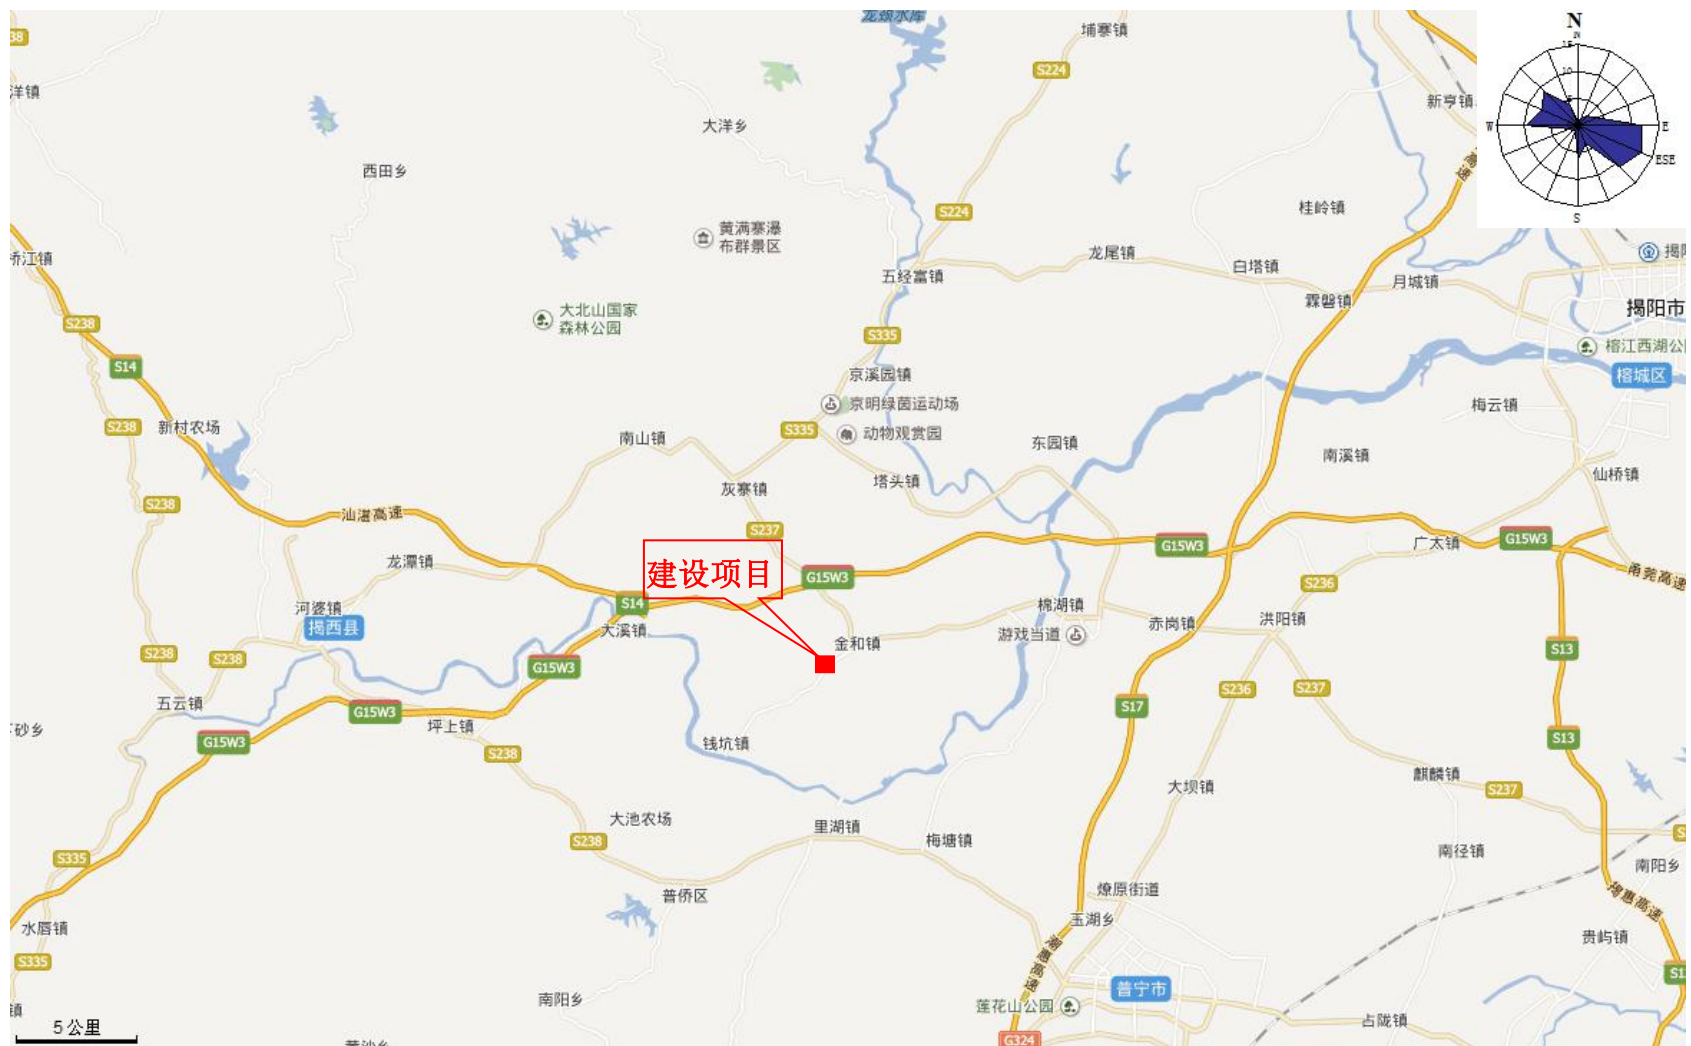 龙颈水库
埔寨镇
N
N
15
10
5
W
E
ESE
S
38
洋镇
S224
新亨镇
高速
大洋乡
西田乡
桂岭镇
S224
黄满寨瀑
布群景区
龙尾镇
桥江镇
五经富镇
白塔镇
月城镇
霖磐镇
揭阳市
大北山国家
森林公园
S238
S335
榕江西湖公
S14
京溪园镇
榕城区
京明绿茵运动场
梅云镇
S238
新村农场
南山镇
S335
动物观赏园
东园镇
南溪镇
仙桥镇
灰寨镇
塔头镇
S238
汕湛高速
S237
G15W3
广太镇
G15W3
龙潭镇
建设项目
G15W3
甬莞高速
S236
河婆镇
S14
棉湖镇
揭西县
大溪镇
金和镇
游戏当道
赤岗镇
洪阳镇
S238
S238
G15W3
S13
五云镇
G15W3
坪上镇
S17
S236
S237
砂乡
G15W3
S238
钱坑镇
S13
大坝镇
麒麟镇
S237
大池农场
里湖镇
S238
梅塘镇
S335
南径镇
南阳乡
普侨区
燎原街道
揭惠高速
水唇镇
玉湖乡
贵屿镇
S335
潮惠高速
普宁市
南阳乡
莲花山公园
镇
5公里
占陇镇
G324